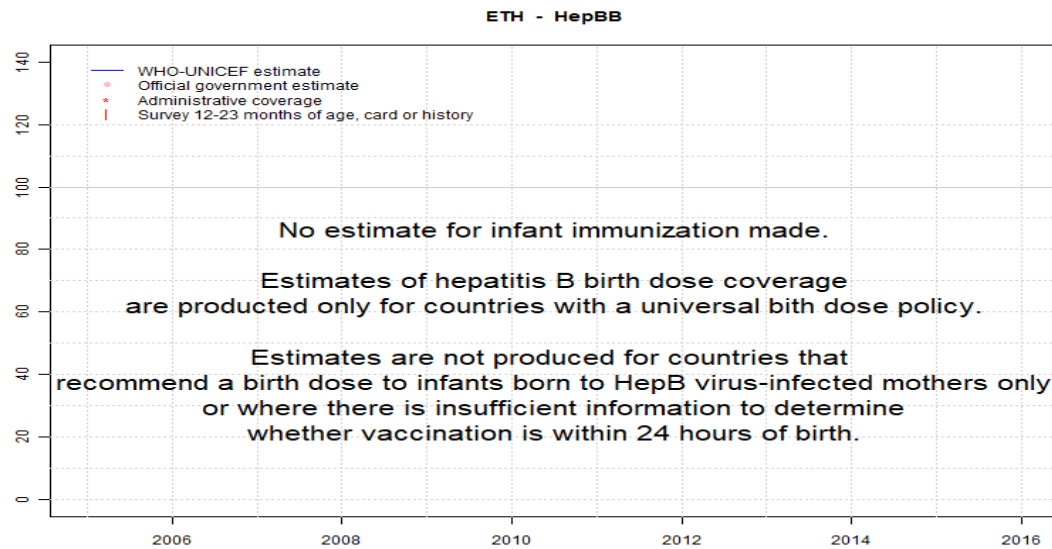 ETH - HepBB
WHO-UNICEF estimate
Official government estimate
Administrative coverage
Survey 12-23 months of age, card or history
140
120
100
80
60
40
20
0
No estimate for infant immunization made.
Estimates of hepatitis B birth dose coverage
are producted only for countries with a universal bith dose policy.
Estimates are not produced for countries that
recommend a birth dose to infants born to HepB virus-infected mothers only
or where there is insufficient information to determine
whether vaccination is within 24 hours of birth.
2006 2008 2010 2012 2014 2016